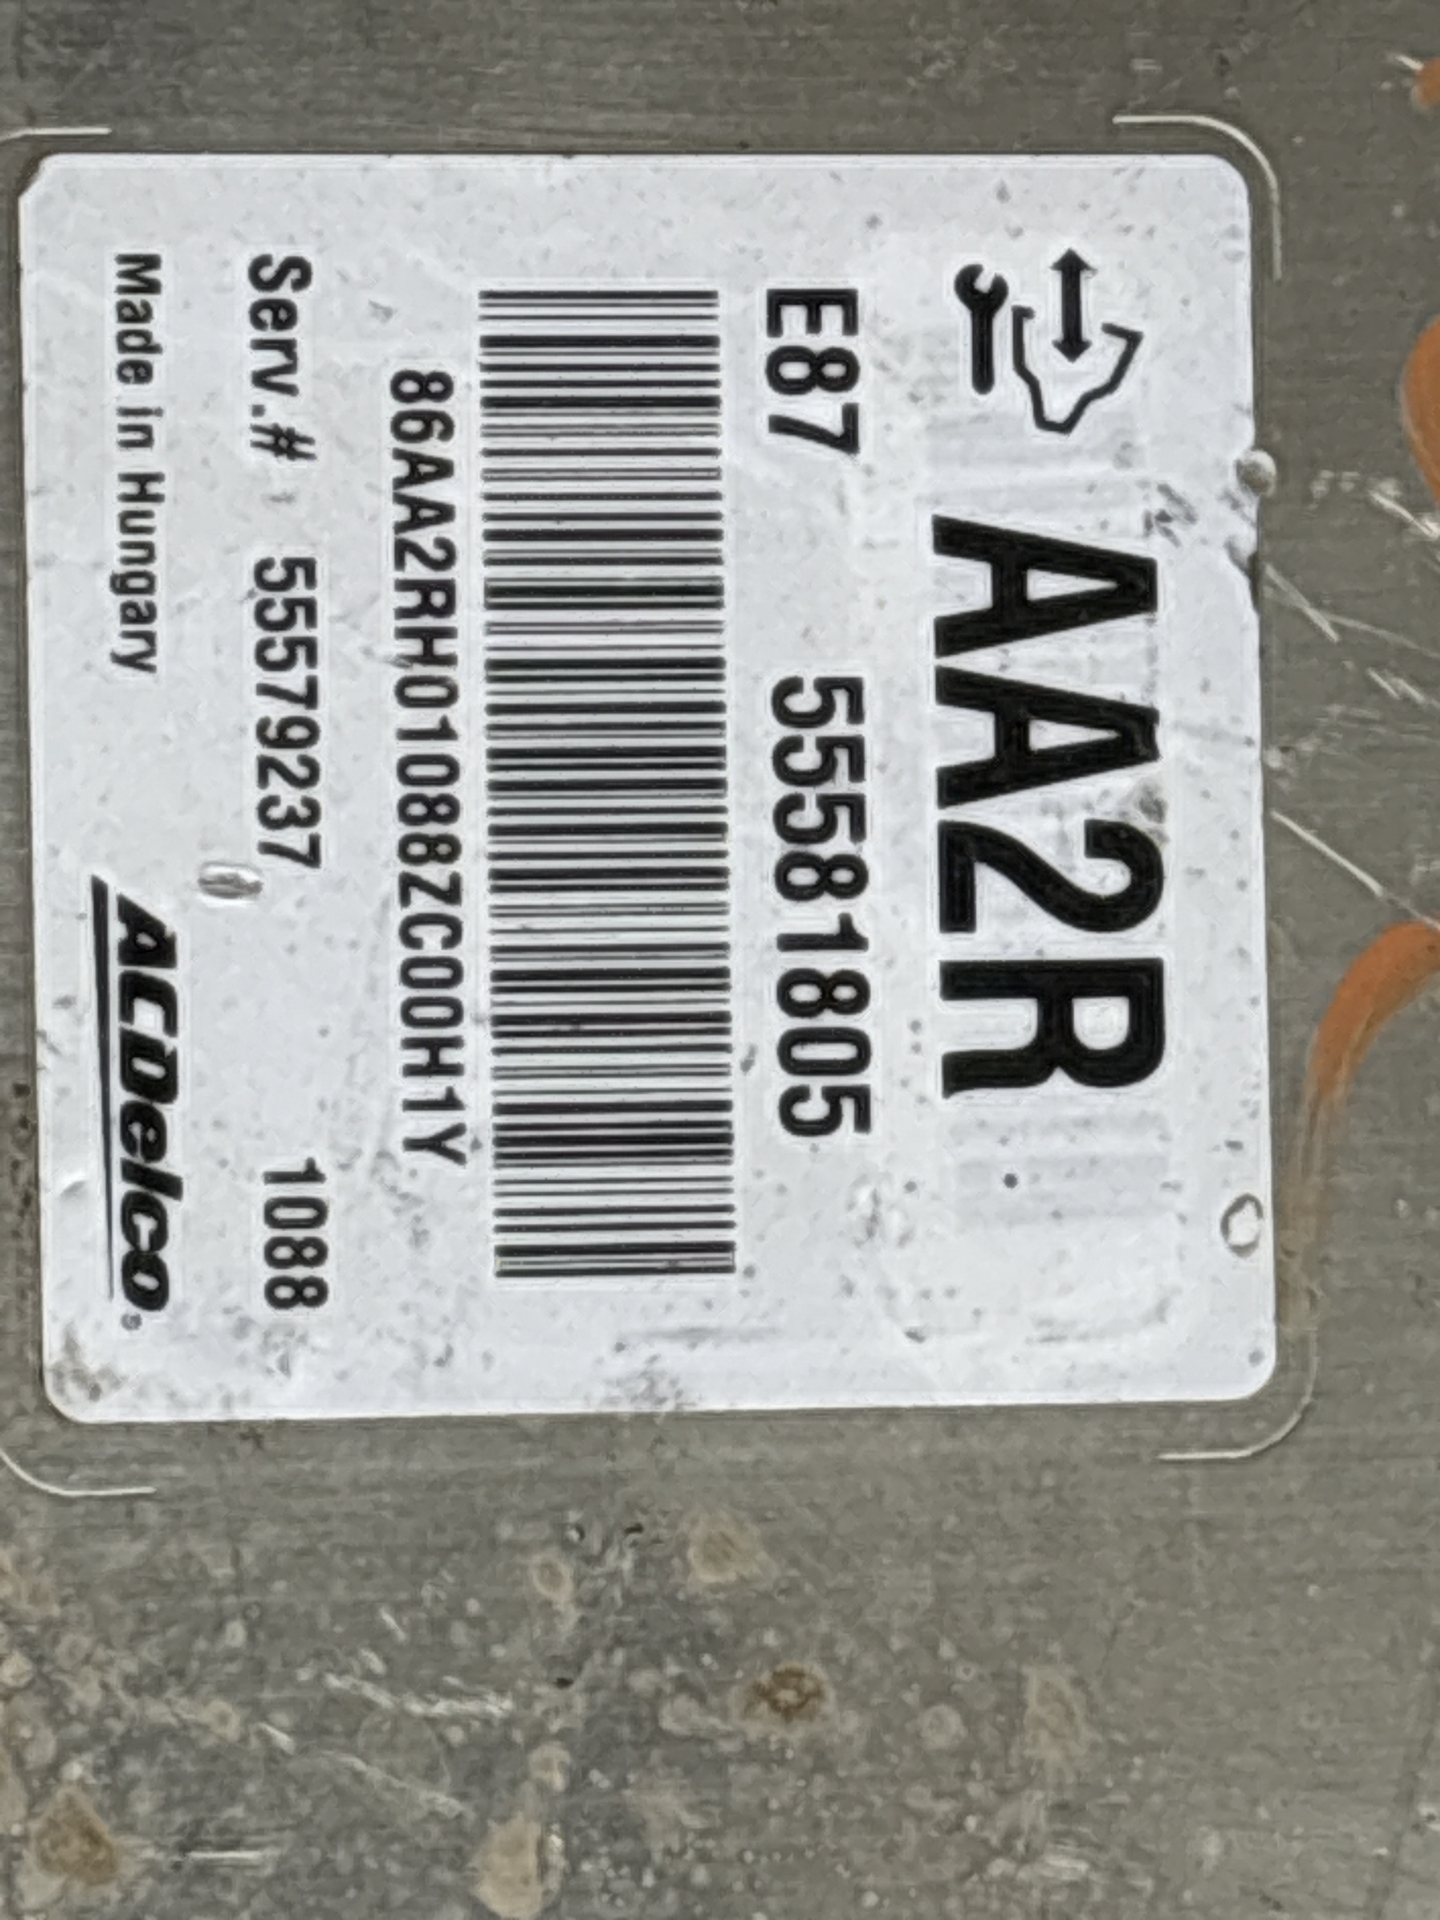 AA2R
E87 55581805
86AA2RH01088ZC00H1Y
Serv.# 55579237 1088
Made in Hungary ACDelco®